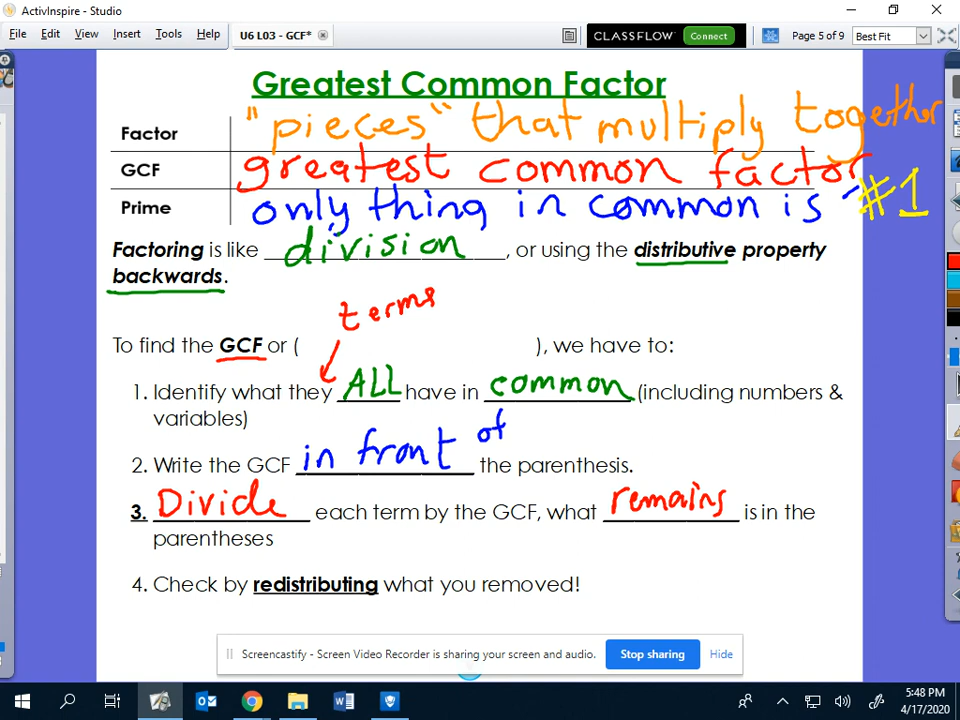 ActivInspire - Studio
File Edit View Insert Tools Help U6 L03 - GCF* CLASSFLOW Connect Page 5 of 9 Best Fit
Greatest Common Factor
Factor "pieces" that multiply together
GCF greatest common factor
Prime only thing in common is #1
Factoring is like division, or using the distributive property
backwards.
terms
To find the GCF or ( ), we have to:
1. Identify what they ALL have in common (including numbers &
variables)
2. Write the GCF in front of the parenthesis.
3. Divide each term by the GCF, what remains is in the
parentheses
4. Check by redistributing what you removed!
Screencastify - Screen Video Recorder is sharing your screen and audio. Stop sharing Hide
5:48 PM
4/17/2020